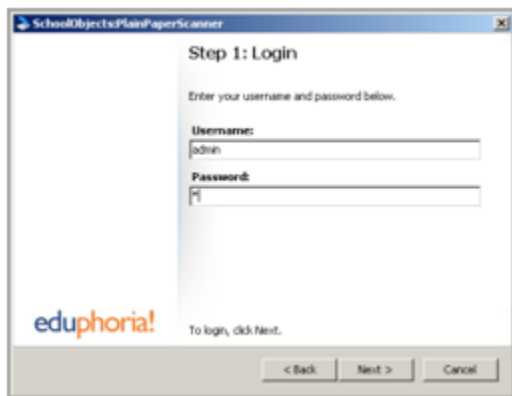 SchoolObjects:PlainPaperScanner
Step 1: Login
Enter your username and password below.
Username:
admin
Password:
*
eduphoria!
To login, click Next.
< Back
Next >
Cancel